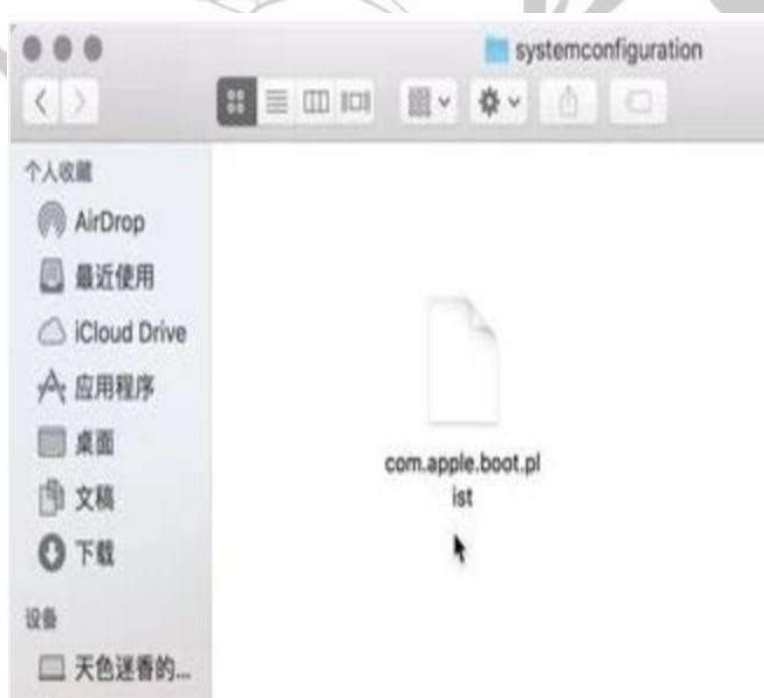 systemconfiguration
个人收藏
AirDrop
最近使用
iCloud Drive
应用程序
桌面
文稿
下载
设备
天色迷香的...
com.apple.boot.pl
ist